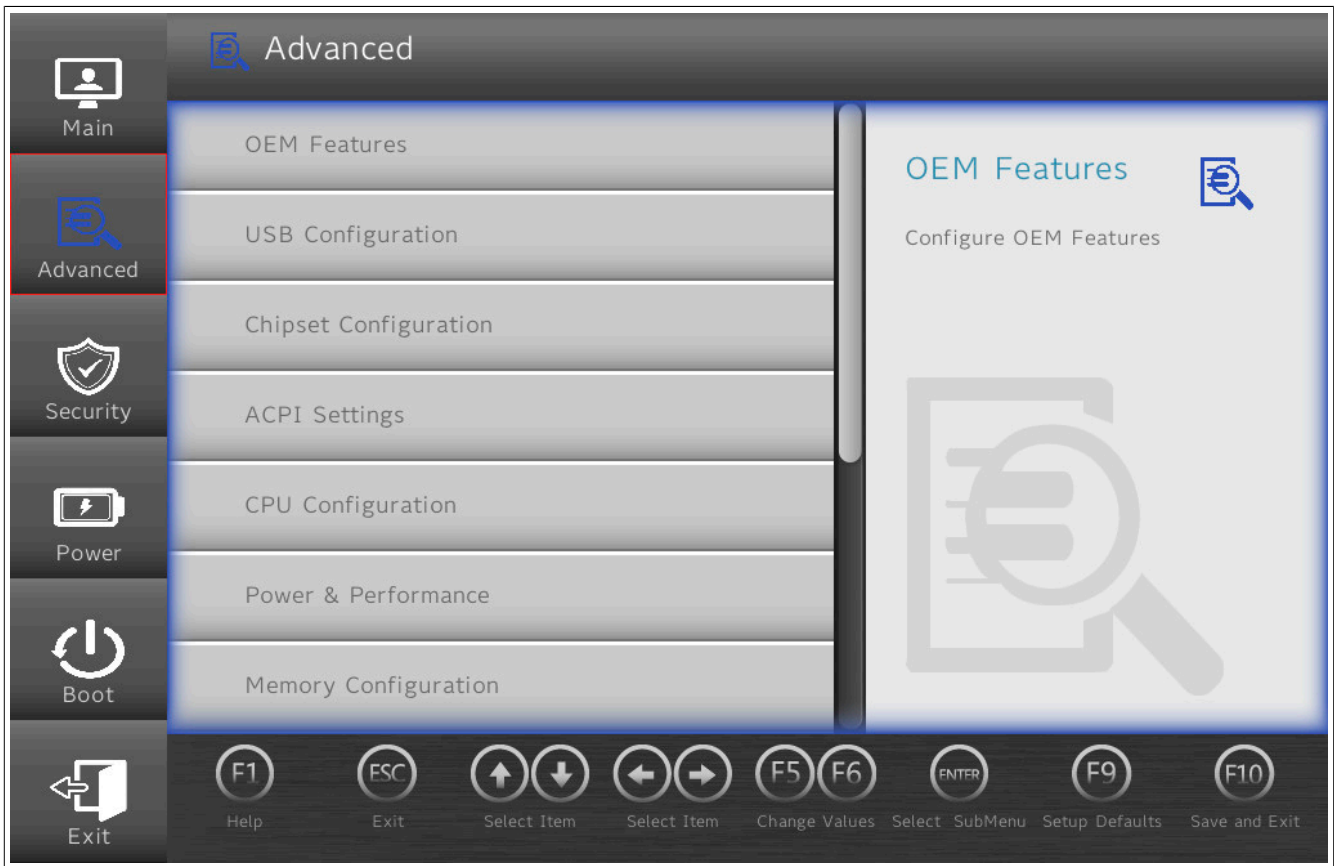 Advanced
Main
Advanced
Security
Power
Boot
Exit
OEM Features
USB Configuration
Chipset Configuration
ACPI Settings
CPU Configuration
Power & Performance
Memory Configuration
OEM Features
Configure OEM Features
F1
Help
ESC
Exit
Select Item
Select Item
F5 F6
Change Values
ENTER
Select SubMenu
F9
Setup Defaults
F10
Save and Exit